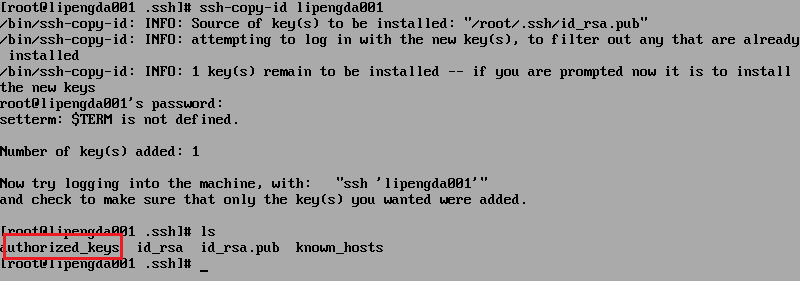 [root@lipengda001 .ssh]# ssh-copy-id lipengda001
/bin/ssh-copy-id: INFO: Source of key(s) to be installed: "/root/.ssh/id_rsa.pub"
/bin/ssh-copy-id: INFO: attempting to log in with the new key(s), to filter out any that are already
 installed
/bin/ssh-copy-id: INFO: 1 key(s) remain to be installed -- if you are prompted now it is to install
the new keys
root@lipengda001's password:
setterm: $TERM is not defined.
Number of key(s) added: 1
Now try logging into the machine, with:   "ssh 'lipengda001'"
and check to make sure that only the key(s) you wanted were added.
[root@lipengda001 .ssh]# ls
authorized_keys  id_rsa  id_rsa.pub  known_hosts
[root@lipengda001 .ssh]# _